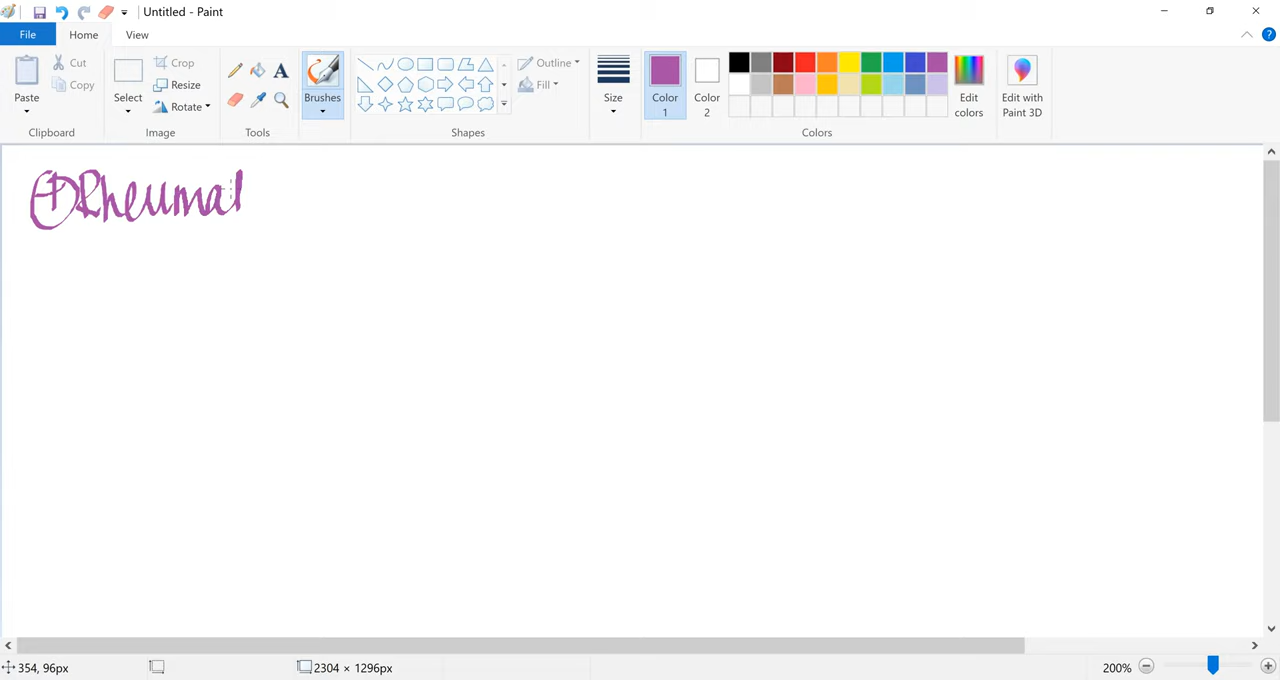 Untitled - Paint
File Home View
Paste Cut Copy Clipboard
Select Crop Resize Rotate Image
Tools
Brushes
Outline Fill Shapes
Size
Color 1 Color 2 Edit colors Colors
Edit with Paint 3D
⊕ Rheumat
354, 96px 2304 × 1296px 200%